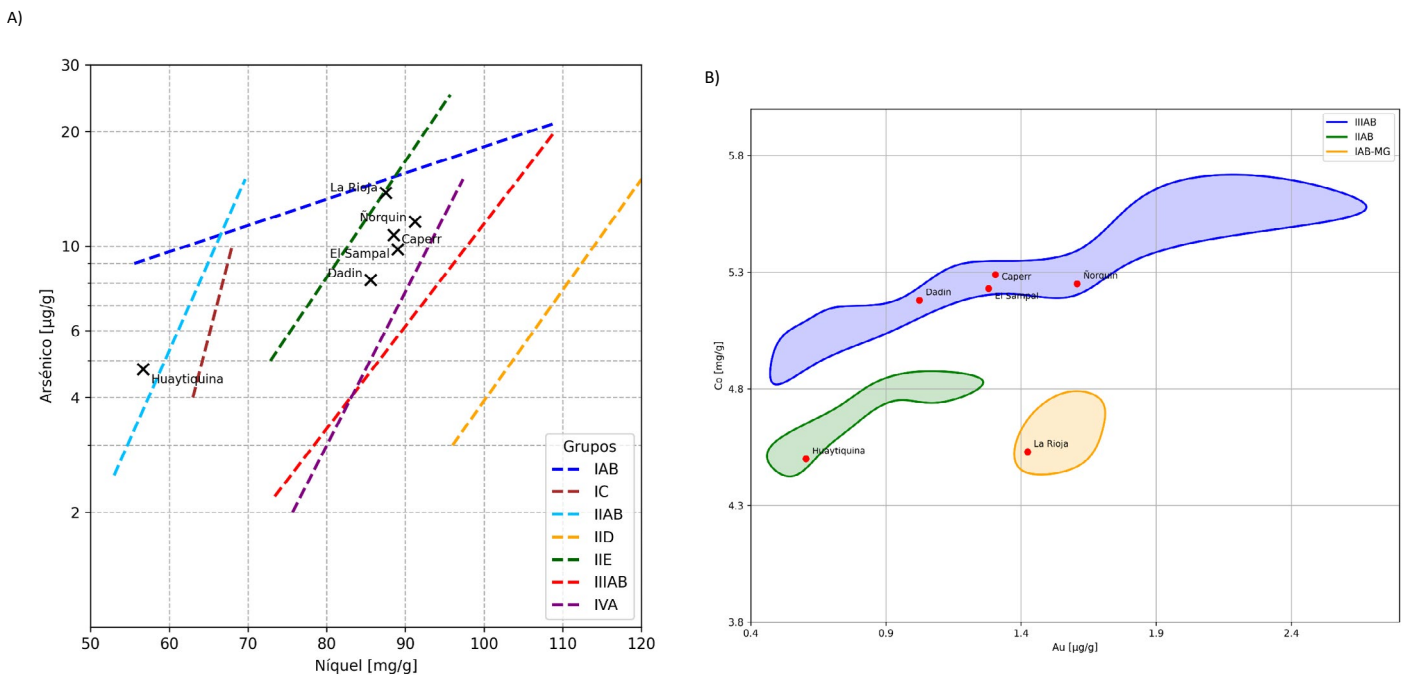 A)
30
20
10
6
4
2
Arsénico [µg/g]
La Rioja
Ñorquin
Caperr
El Sampal
Dadin
Huaytiquina
Grupos
IAB
IC
IIAB
IID
IIE
IIIAB
IVA
50 60 70 80 90 100 110 120
Níquel [mg/g]
B)
5.8
5.3
4.8
4.3
3.8
Co [mg/g]
IIIAB
IIAB
IAB-MG
Caperr
Ñorquin
Dadin
El Sampal
Huaytiquina
La Rioja
0.4 0.9 1.4 1.9 2.4
Au [µg/g]